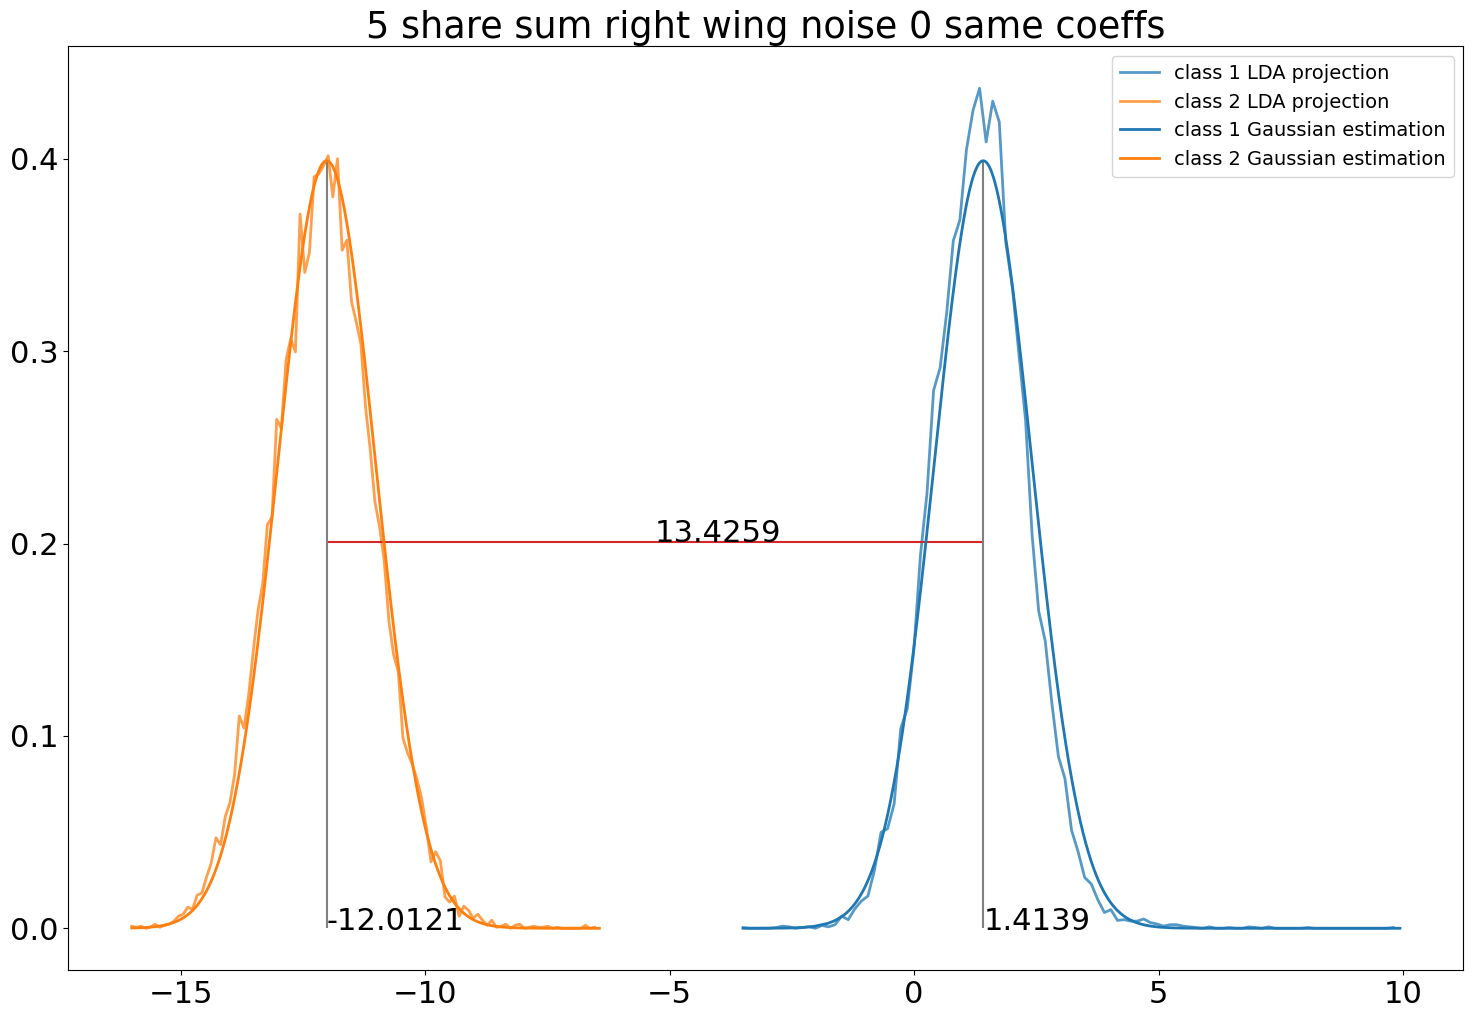 5 share sum right wing noise 0 same coeffs
class 1 LDA projection
class 2 LDA projection
class 1 Gaussian estimation
class 2 Gaussian estimation
0.4
0.3
0.2
0.1
0.0
13.4259
-12.0121
1.4139
−15
−10
−5
0
5
10